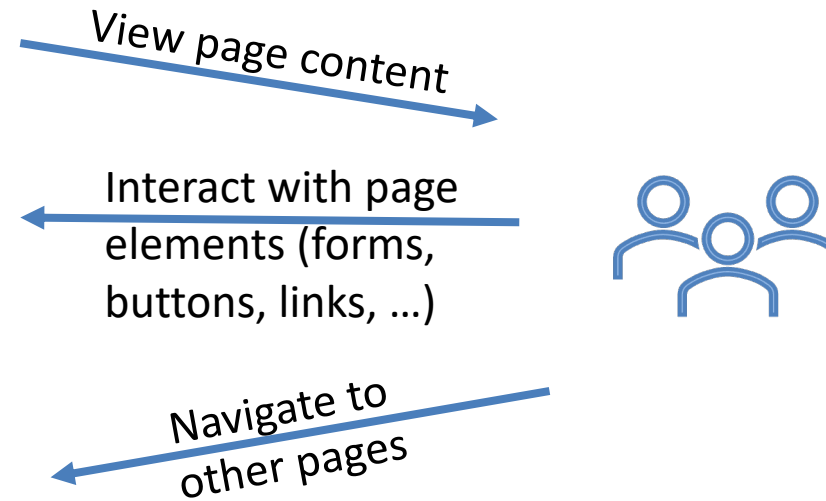 View page content
Interact with page
elements (forms,
buttons, links, …)
Navigate to
other pages